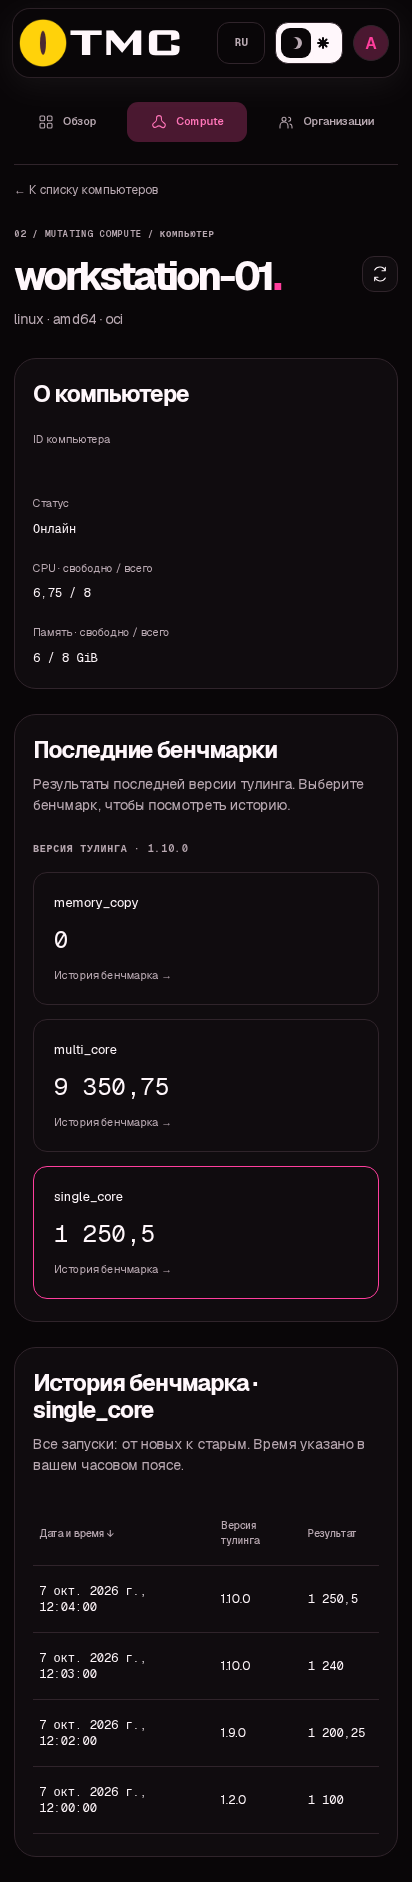 TMC
RU
A
Обзор
Compute
Организации
← К списку компьютеров
02 / MUTATING COMPUTE / КОМПЬЮТЕР
workstation-01.
linux · amd64 · oci
О компьютере
ID компьютера
Статус
Онлайн
CPU · свободно / всего
6,75 / 8
Память · свободно / всего
6 / 8 GiB
Последние бенчмарки
Результаты последней версии тулинга. Выберите
бенчмарк, чтобы посмотреть историю.
ВЕРСИЯ ТУЛИНГА · 1.10.0
memory_copy
0
История бенчмарка →
multi_core
9 350,75
История бенчмарка →
single_core
1 250,5
История бенчмарка →
История бенчмарка ·
single_core
Все запуски: от новых к старым. Время указано в
вашем часовом поясе.
Дата и время ↓
Версия
тулинга
Результат
7 окт. 2026 г.,
12:04:00
1.10.0
1 250,5
7 окт. 2026 г.,
12:03:00
1.10.0
1 240
7 окт. 2026 г.,
12:02:00
1.9.0
1 200,25
7 окт. 2026 г.,
12:00:00
1.2.0
1 100